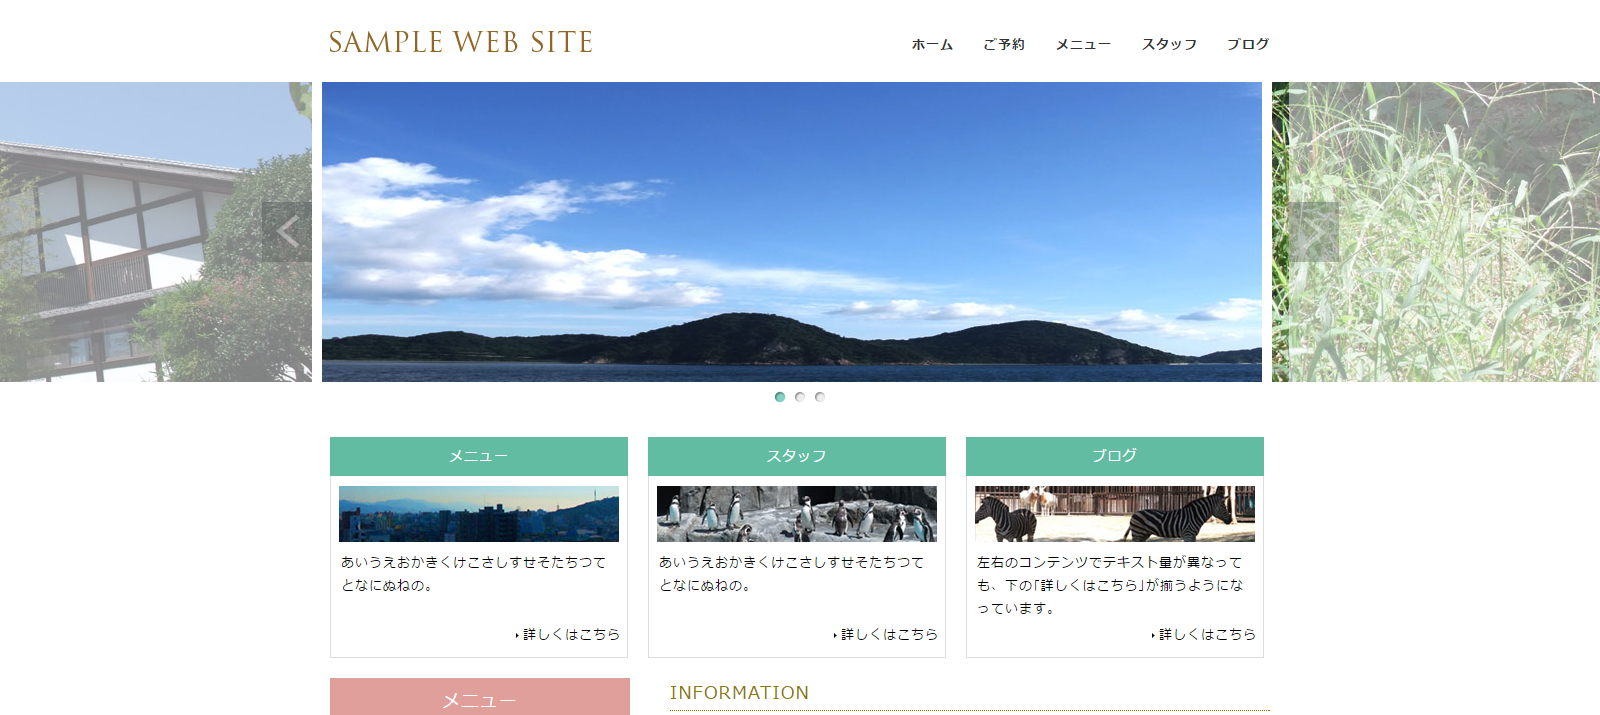 SAMPLE WEB SITE
ホーム ご予約 メニュー スタッフ ブログ
メニュー スタッフ ブログ
あいうえおかきくけこさしすせそたちつて
となにぬねの。
詳しくはこちら
あいうえおかきくけこさしすせそたちつて
となにぬねの。
詳しくはこちら
左右のコンテンツでテキスト量が異なって
も、下の｢詳しくはこちら｣が揃うようにな
っています。
詳しくはこちら
メニュー
INFORMATION